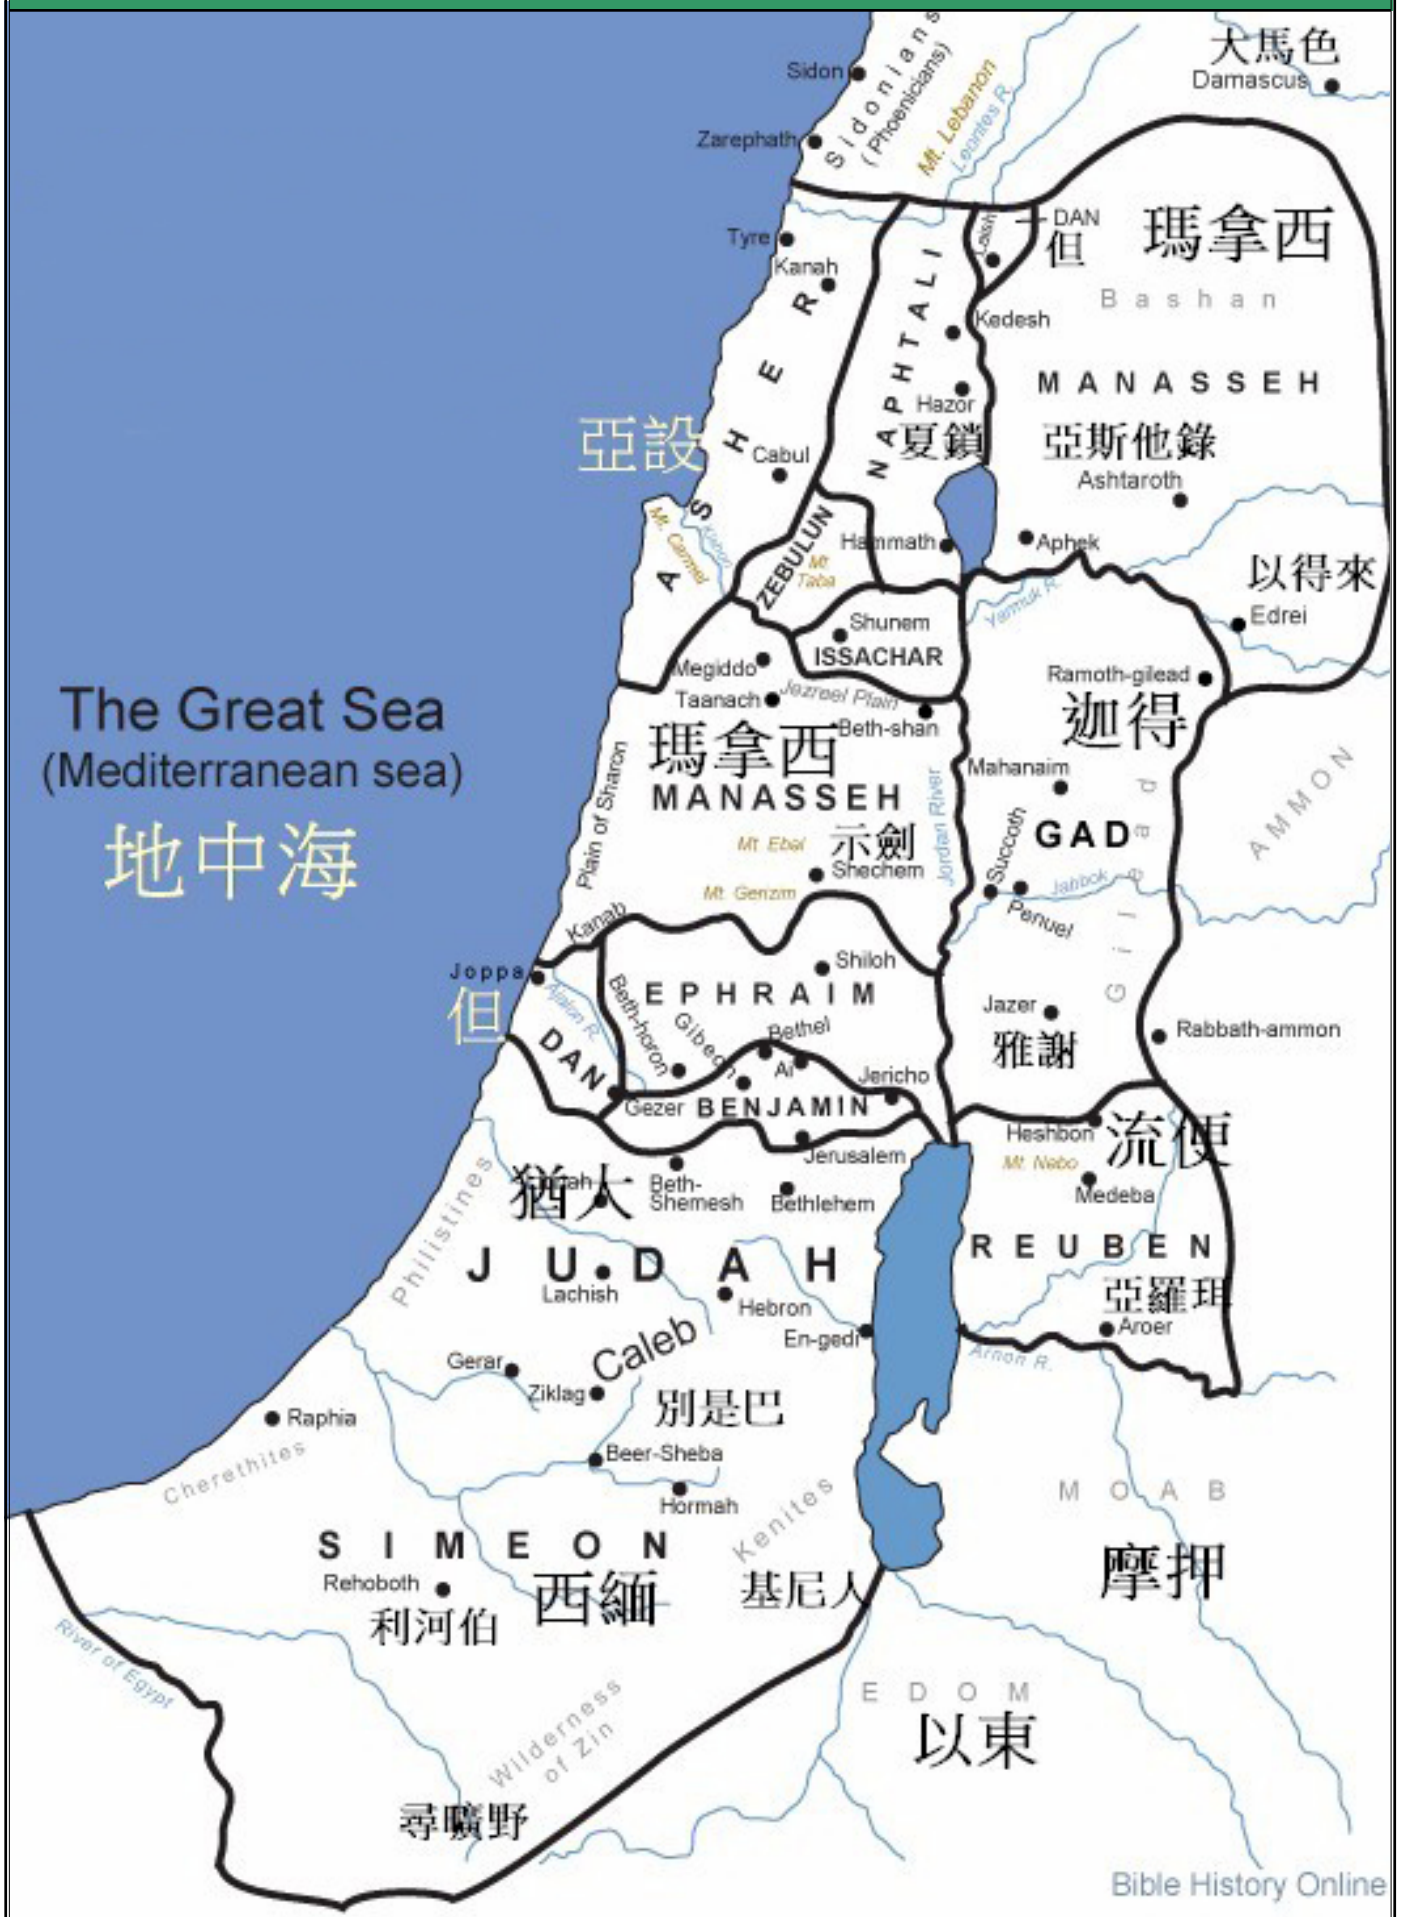 大馬色
Damascus
Sidon
Sidonians
(Phoenicians)
Mt. Lebanon
Leontes R.
Zarephath
Tyre
Kanah
Laish
DAN
但
瑪拿西
Bashan
Kedesh
MANASSEH
NAPHTALI
Hazor
夏鎖
亞斯他錄
Ashtaroth
亞設
ASHER
Cabul
Mt. Carmel
Kishon
ZEBULUN
Mt.
Taba
Hammath
Aphek
以得來
Edrei
Yarmuk R.
Shunem
ISSACHAR
Megiddo
Taanach
Jezreel Plain
Beth-shan
Ramoth-gilead
迦得
The Great Sea
(Mediterranean sea)
地中海
瑪拿西
MANASSEH
Plain of Sharon
Mt. Ebal
示劍
Shechem
Mt. Gerizim
Jordan River
Mahanaim
GAD
Gilead
Succoth
Penuel
Jabbok
AMMON
Kanab
Joppa
但
Ajalon R.
DAN
Beth-horon
EPHRAIM
Shiloh
Gibeon
Bethel
Ai
Jericho
Gezer
BENJAMIN
Jazer
雅謝
Rabbath-ammon
Jerusalem
Heshbon
流便
Mt. Nebo
Medeba
REUBEN
亞羅珥
Aroer
Arnon R.
Philistines
猶大
Beth-
Shemesh
Bethlehem
JUDAH
Lachish
Hebron
En-gedi
Caleb
Gerar
Ziklag
別是巴
Beer-Sheba
Hormah
Raphia
Cherethites
Kenites
基尼人
SIMEON
Rehoboth
利河伯
西緬
MOAB
摩押
EDOM
以東
River of Egypt
Wilderness
of Zin
尋曠野
Bible History Online